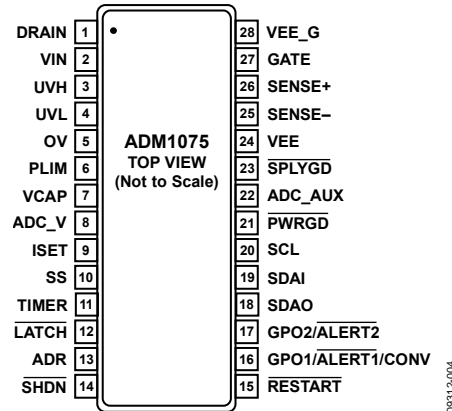 DRAIN 1
VIN 2
UVH 3
UVL 4
OV 5
PLIM 6
VCAP 7
ADC_V 8
ISET 9
SS 10
TIMER 11
LATCH 12
ADR 13
SHDN 14
ADM1075
TOP VIEW
(Not to Scale)
28 VEE_G
27 GATE
26 SENSE+
25 SENSE–
24 VEE
23 SPLYGD
22 ADC_AUX
21 PWRGD
20 SCL
19 SDAI
18 SDAO
17 GPO2/ALERT2
16 GPO1/ALERT1/CONV
15 RESTART
09312-004